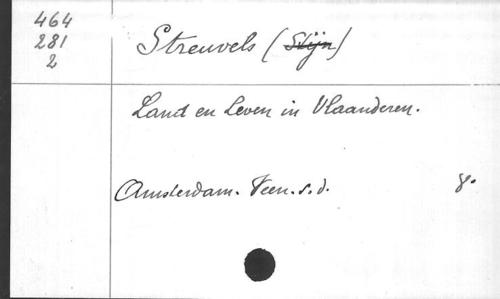 464
281
2
Streuvels (Stijn)
Land en Leven in Vlaanderen.
Amsterdam. Veen. s. d. 8.